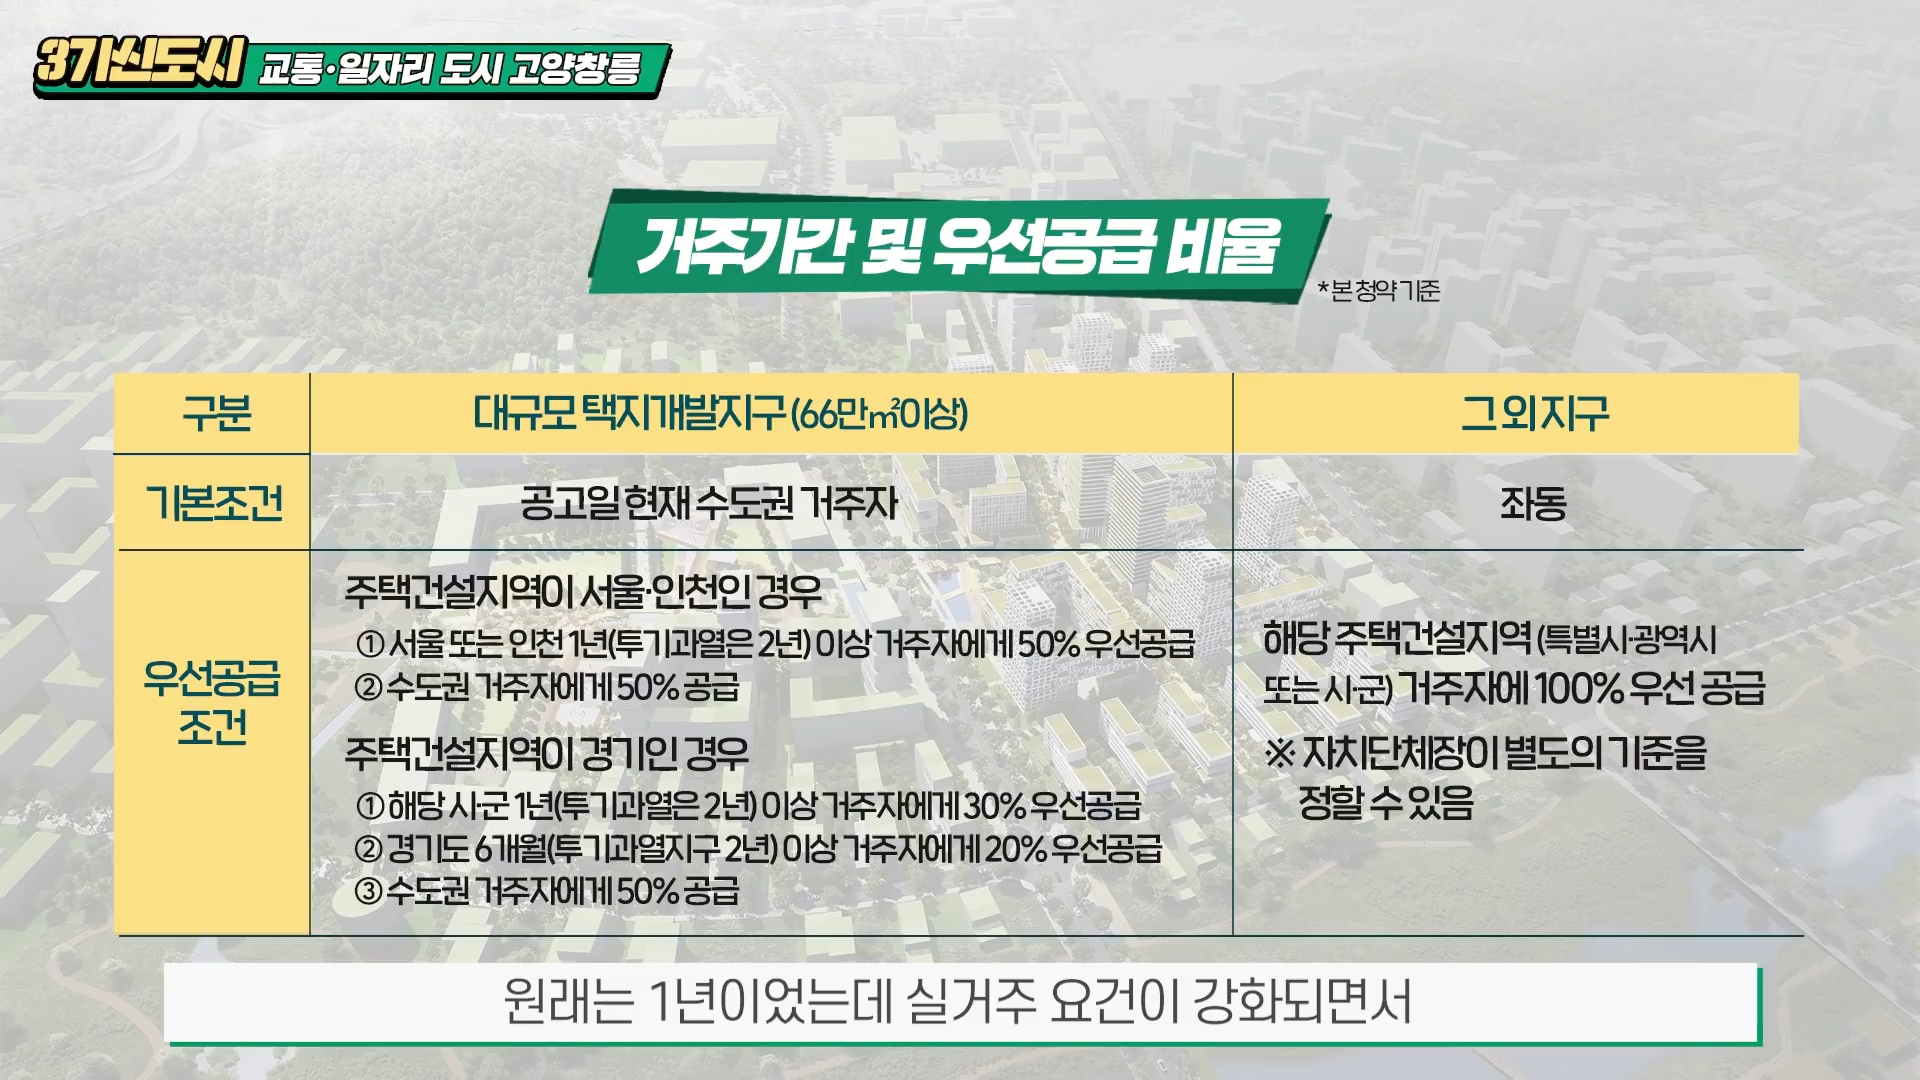 3기신도시 교통·일자리 도시 고양창릉
거주기간 및 우선공급 비율
*본 청약 기준
구분
대규모 택지개발지구 (66만㎡이상)
그 외 지구
기본조건
공고일 현재 수도권 거주자
좌동
우선공급
조건
주택건설지역이 서울·인천인 경우
① 서울 또는 인천 1년(투기과열은 2년) 이상 거주자에게 50% 우선공급
② 수도권 거주자에게 50% 공급
주택건설지역이 경기인 경우
① 해당 시·군 1년(투기과열은 2년) 이상 거주자에게 30% 우선공급
② 경기도 6개월(투기과열지구 2년) 이상 거주자에게 20% 우선공급
③ 수도권 거주자에게 50% 공급
해당 주택건설지역 (특별시·광역시
또는 시·군) 거주자에 100% 우선 공급
※ 자치단체장이 별도의 기준을
정할 수 있음
원래는 1년이었는데 실거주 요건이 강화되면서